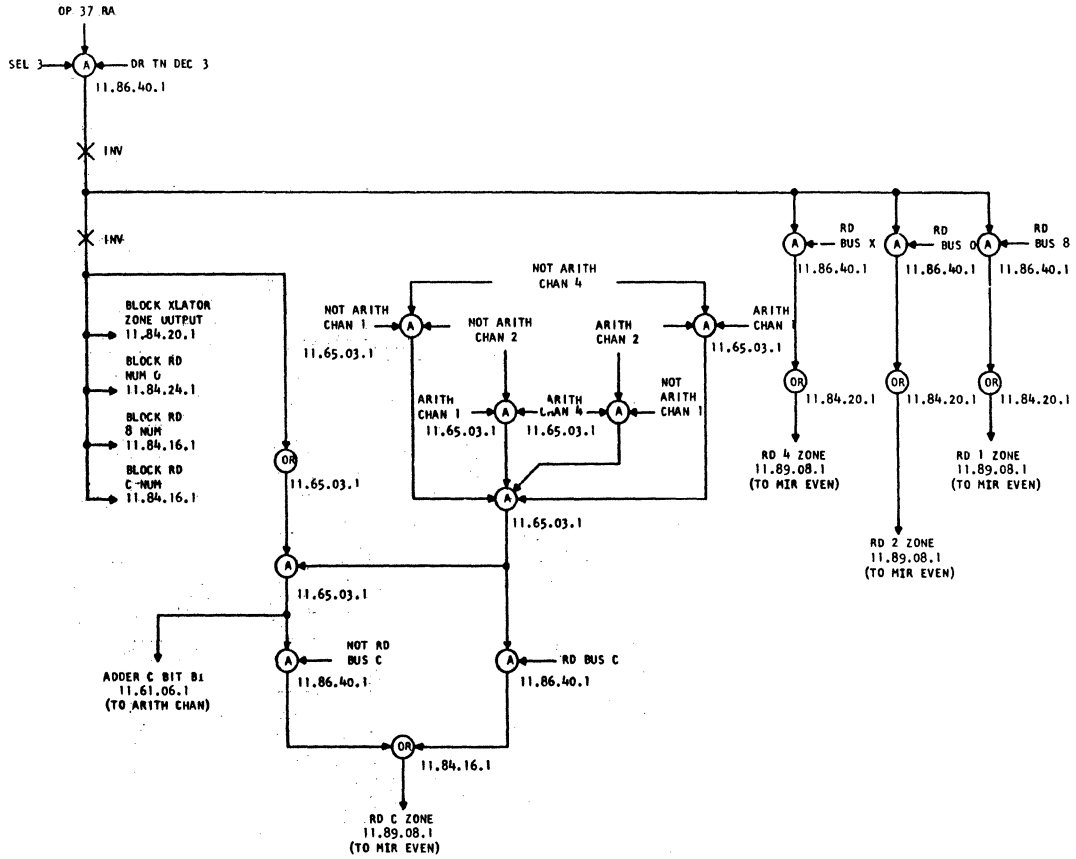 OP 37 RA
SEL 3
A
DR TN DEC 3
11.86.40.1
INV
INV
BLOCK XLATOR
ZONE OUTPUT
11.84.20.1
BLOCK RD
NUM 0
11.84.24.1
BLOCK RD
8 NUM
11.84.16.1
BLOCK RD
C-NUM
11.84.16.1
OR
11.65.03.1
A
11.65.03.1
ADDER C BIT B1
11.61.06.1
(TO ARITH CHAN)
A
NOT RD
BUS C
11.86.40.1
NOT ARITH
CHAN 4
NOT ARITH
CHAN 1
A
11.65.03.1
NOT ARITH
CHAN 2
ARITH
CHAN 2
A
ARITH
CHAN 1
11.65.03.1
ARITH
CHAN 1
A
11.65.03.1
ARITH
CHAN 4
A
11.65.03.1
NOT
ARITH
CHAN 1
A
11.65.03.1
A
RD BUS C
11.86.40.1
OR
11.84.16.1
RD C ZONE
11.89.08.1
(TO MIR EVEN)
A
RD
BUS X
11.86.40.1
A
RD
BUS 0
11.86.40.1
A
RD
BUS 8
11.86.40.1
OR
11.84.20.1
OR
11.84.20.1
OR
11.84.20.1
RD 4 ZONE
11.89.08.1
(TO MIR EVEN)
RD 1 ZONE
11.89.08.1
(TO MIR EVEN)
RD 2 ZONE
11.89.08.1
(TO MIR EVEN)